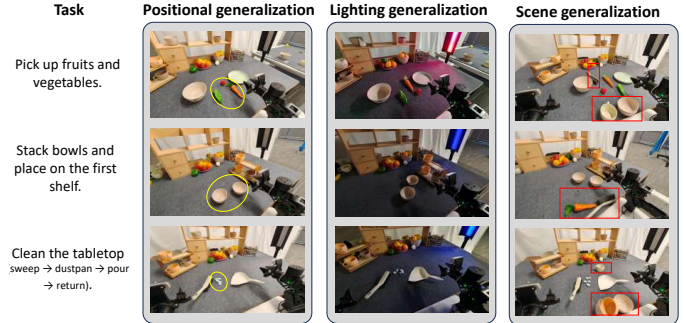 Task
Positional generalization
Lighting generalization
Scene generalization
Pick up fruits and
vegetables.
Stack bowls and
place on the first
shelf.
Clean the tabletop
(sweep → dustpan → pour
→ return).